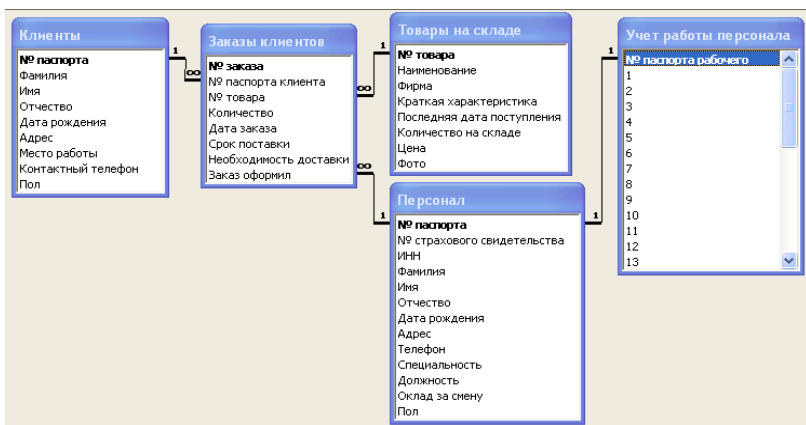 Клиенты
№ паспорта
Фамилия
Имя
Отчество
Дата рождения
Адрес
Место работы
Контактный телефон
Пол
1
∞
Заказы клиентов
№ заказа
№ паспорта клиента
№ товара
Количество
Дата заказа
Срок поставки
Необходимость доставки
Заказ оформил
1
∞
∞
1
Товары на складе
№ товара
Наименование
Фирма
Краткая характеристика
Последняя дата поступления
Количество на складе
Цена
Фото
Персонал
№ паспорта
№ страхового свидетельства
ИНН
Фамилия
Имя
Отчество
Дата рождения
Адрес
Телефон
Специальность
Должность
Оклад за смену
Пол
1
1
Учет работы персонала
№ паспорта рабочего
1
2
3
4
5
6
7
8
9
10
11
12
13